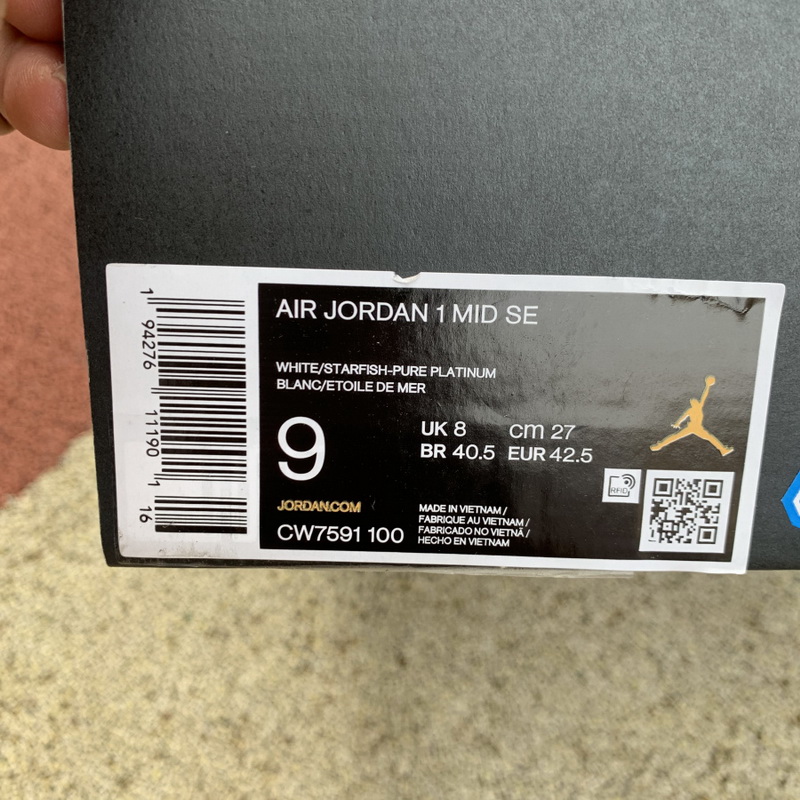 AIR JORDAN 1 MID SE
WHITE/STARFISH-PURE PLATINUM
BLANC/ETOILE DE MER
9
UK 8 cm 27
BR 40.5 EUR 42.5
RFID
JORDAN.COM
CW7591 100
MADE IN VIETNAM /
FABRIQUE AU VIETNAM /
FABRICADO NO VIETNÃ /
HECHO EN VIETNAM
1 94276 11190 1 16